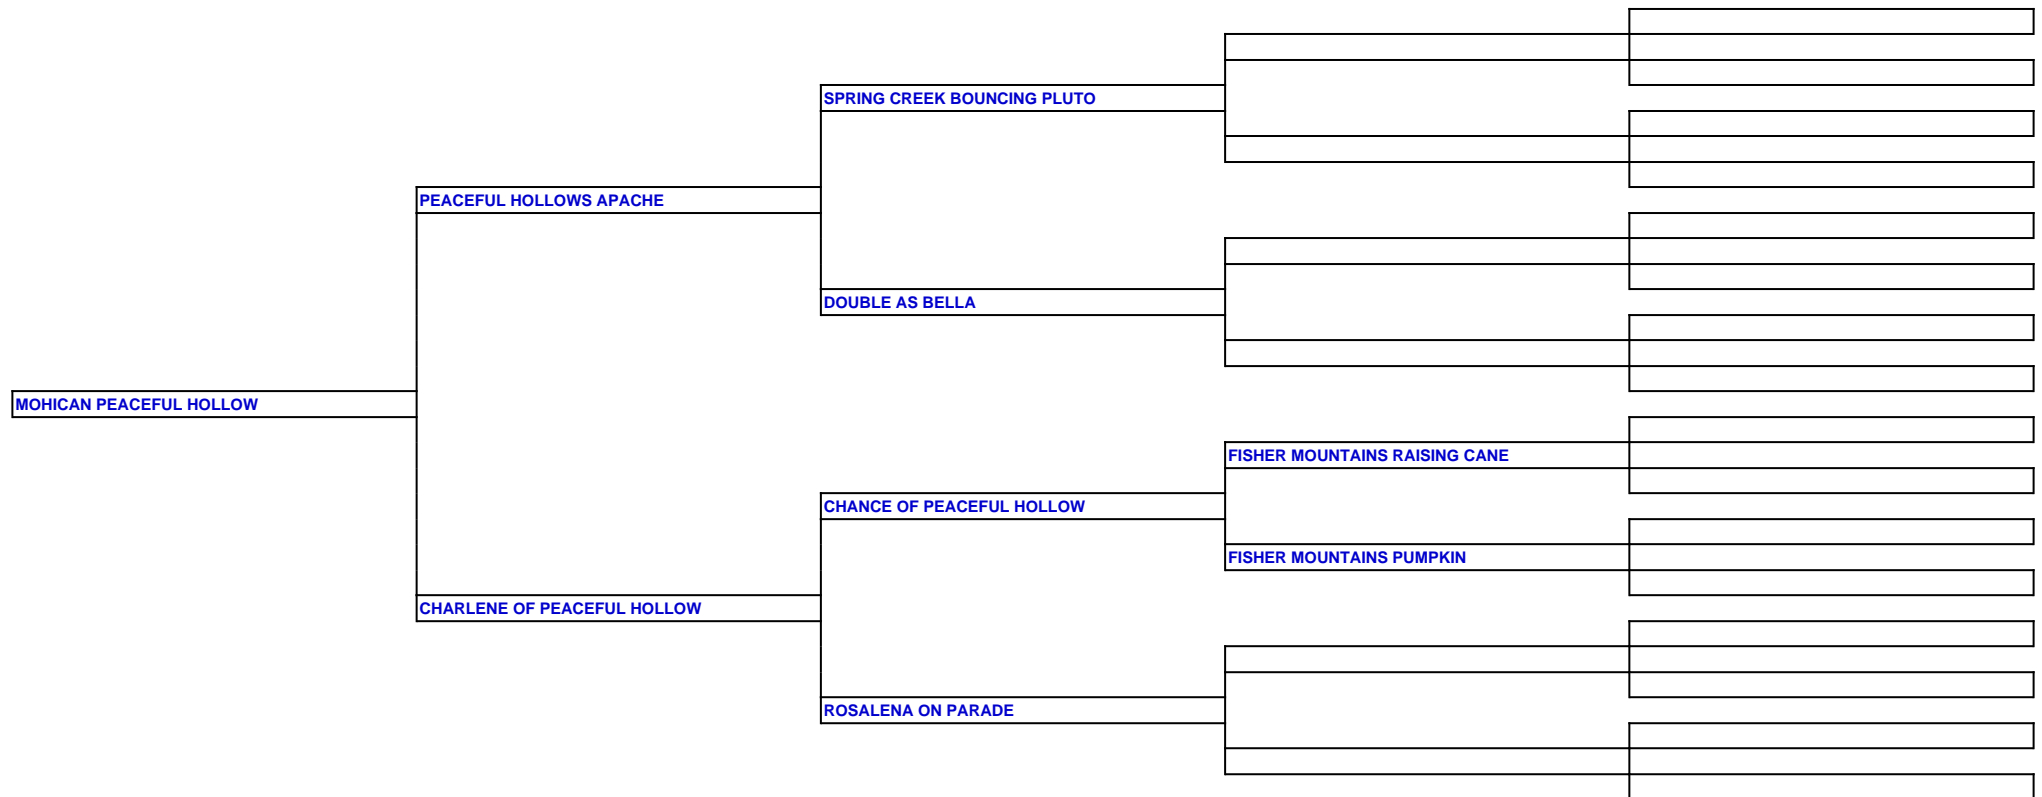 SPRING CREEK BOUNCING PLUTO
PEACEFUL HOLLOWS APACHE
DOUBLE AS BELLA
MOHICAN PEACEFUL HOLLOW
FISHER MOUNTAINS RAISING CANE
CHANCE OF PEACEFUL HOLLOW
FISHER MOUNTAINS PUMPKIN
CHARLENE OF PEACEFUL HOLLOW
ROSALENA ON PARADE